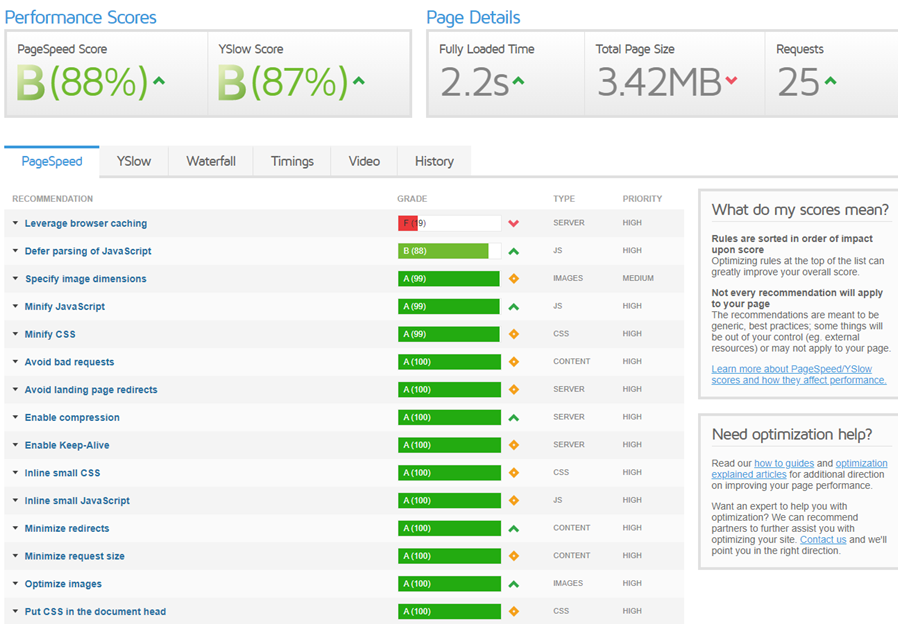 Performance Scores
Page Details
PageSpeed Score
YSlow Score
B(88%)
B(87%)
Fully Loaded Time
Total Page Size
Requests
2.2s
3.42MB
25
PageSpeed
YSlow
Waterfall
Timings
Video
History
RECOMMENDATION GRADE TYPE PRIORITY
Leverage browser caching F (19) SERVER HIGH
Defer parsing of JavaScript B (88) JS HIGH
Specify image dimensions A (99) IMAGES MEDIUM
Minify JavaScript A (99) JS HIGH
Minify CSS A (99) CSS HIGH
Avoid bad requests A (100) CONTENT HIGH
Avoid landing page redirects A (100) SERVER HIGH
Enable compression A (100) SERVER HIGH
Enable Keep-Alive A (100) SERVER HIGH
Inline small CSS A (100) CSS HIGH
Inline small JavaScript A (100) JS HIGH
Minimize redirects A (100) CONTENT HIGH
Minimize request size A (100) CONTENT HIGH
Optimize images A (100) IMAGES HIGH
Put CSS in the document head A (100) CSS HIGH
What do my scores mean?
Rules are sorted in order of impact
upon score
Optimizing rules at the top of the list can
greatly improve your overall score.
Not every recommendation will apply
to your page
The recommendations are meant to be
generic, best practices; some things will
be out of your control (eg. external
resources) or may not apply to your page.
Learn more about PageSpeed/YSlow
scores and how they affect performance.
Need optimization help?
Read our how to guides and optimization
explained articles for additional direction
on improving your page performance.
Want an expert to help you with
optimization? We can recommend
partners to further assist you with
optimizing your site. Contact us and we'll
point you in the right direction.